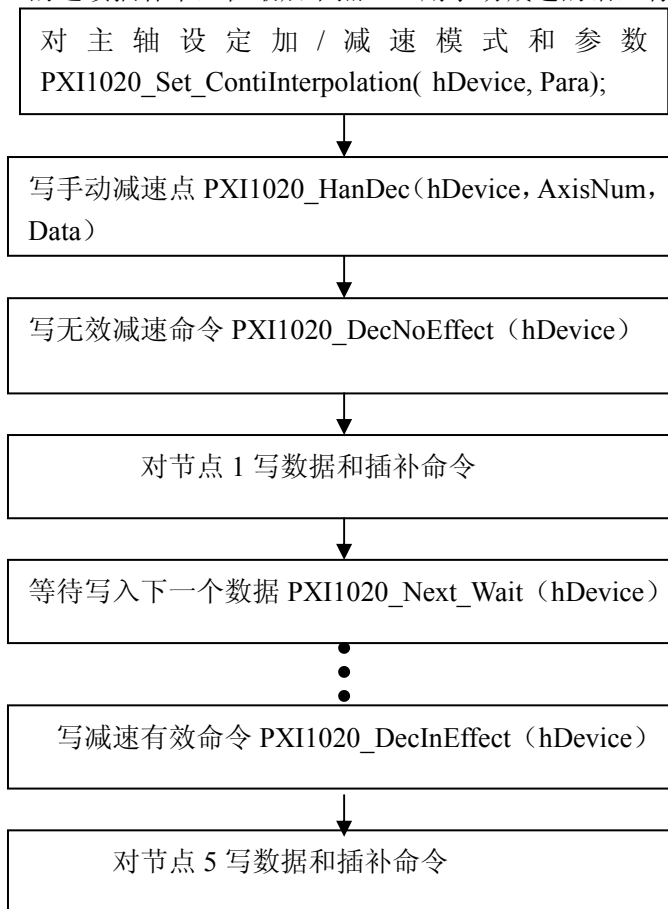 对主轴设定加/减速模式和参数
PXI1020_Set_ContiInterpolation( hDevice, Para);
写手动减速点 PXI1020_HanDec（hDevice，AxisNum，
Data）
写无效减速命令 PXI1020_DecNoEffect（hDevice）
对节点 1 写数据和插补命令
等待写入下一个数据 PXI1020_Next_Wait（hDevice）
写减速有效命令 PXI1020_DecInEffect（hDevice）
对节点 5 写数据和插补命令